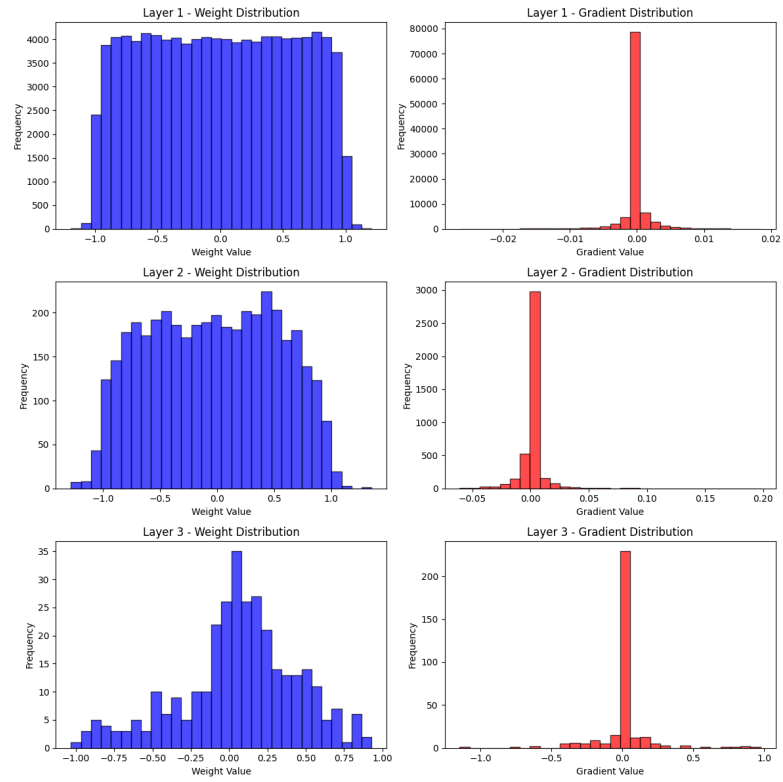 Layer 1 - Weight Distribution
Frequency
4000
3500
3000
2500
2000
1500
1000
500
0
−1.0 −0.5 0.0 0.5 1.0
Weight Value
Layer 1 - Gradient Distribution
Frequency
80000
70000
60000
50000
40000
30000
20000
10000
0
−0.02 −0.01 0.00 0.01 0.02
Gradient Value
Layer 2 - Weight Distribution
Frequency
200
150
100
50
0
−1.0 −0.5 0.0 0.5 1.0
Weight Value
Layer 2 - Gradient Distribution
Frequency
3000
2500
2000
1500
1000
500
0
−0.05 0.00 0.05 0.10 0.15 0.20
Gradient Value
Layer 3 - Weight Distribution
Frequency
35
30
25
20
15
10
5
0
−1.00 −0.75 −0.50 −0.25 0.00 0.25 0.50 0.75 1.00
Weight Value
Layer 3 - Gradient Distribution
Frequency
200
150
100
50
0
−1.0 −0.5 0.0 0.5 1.0
Gradient Value